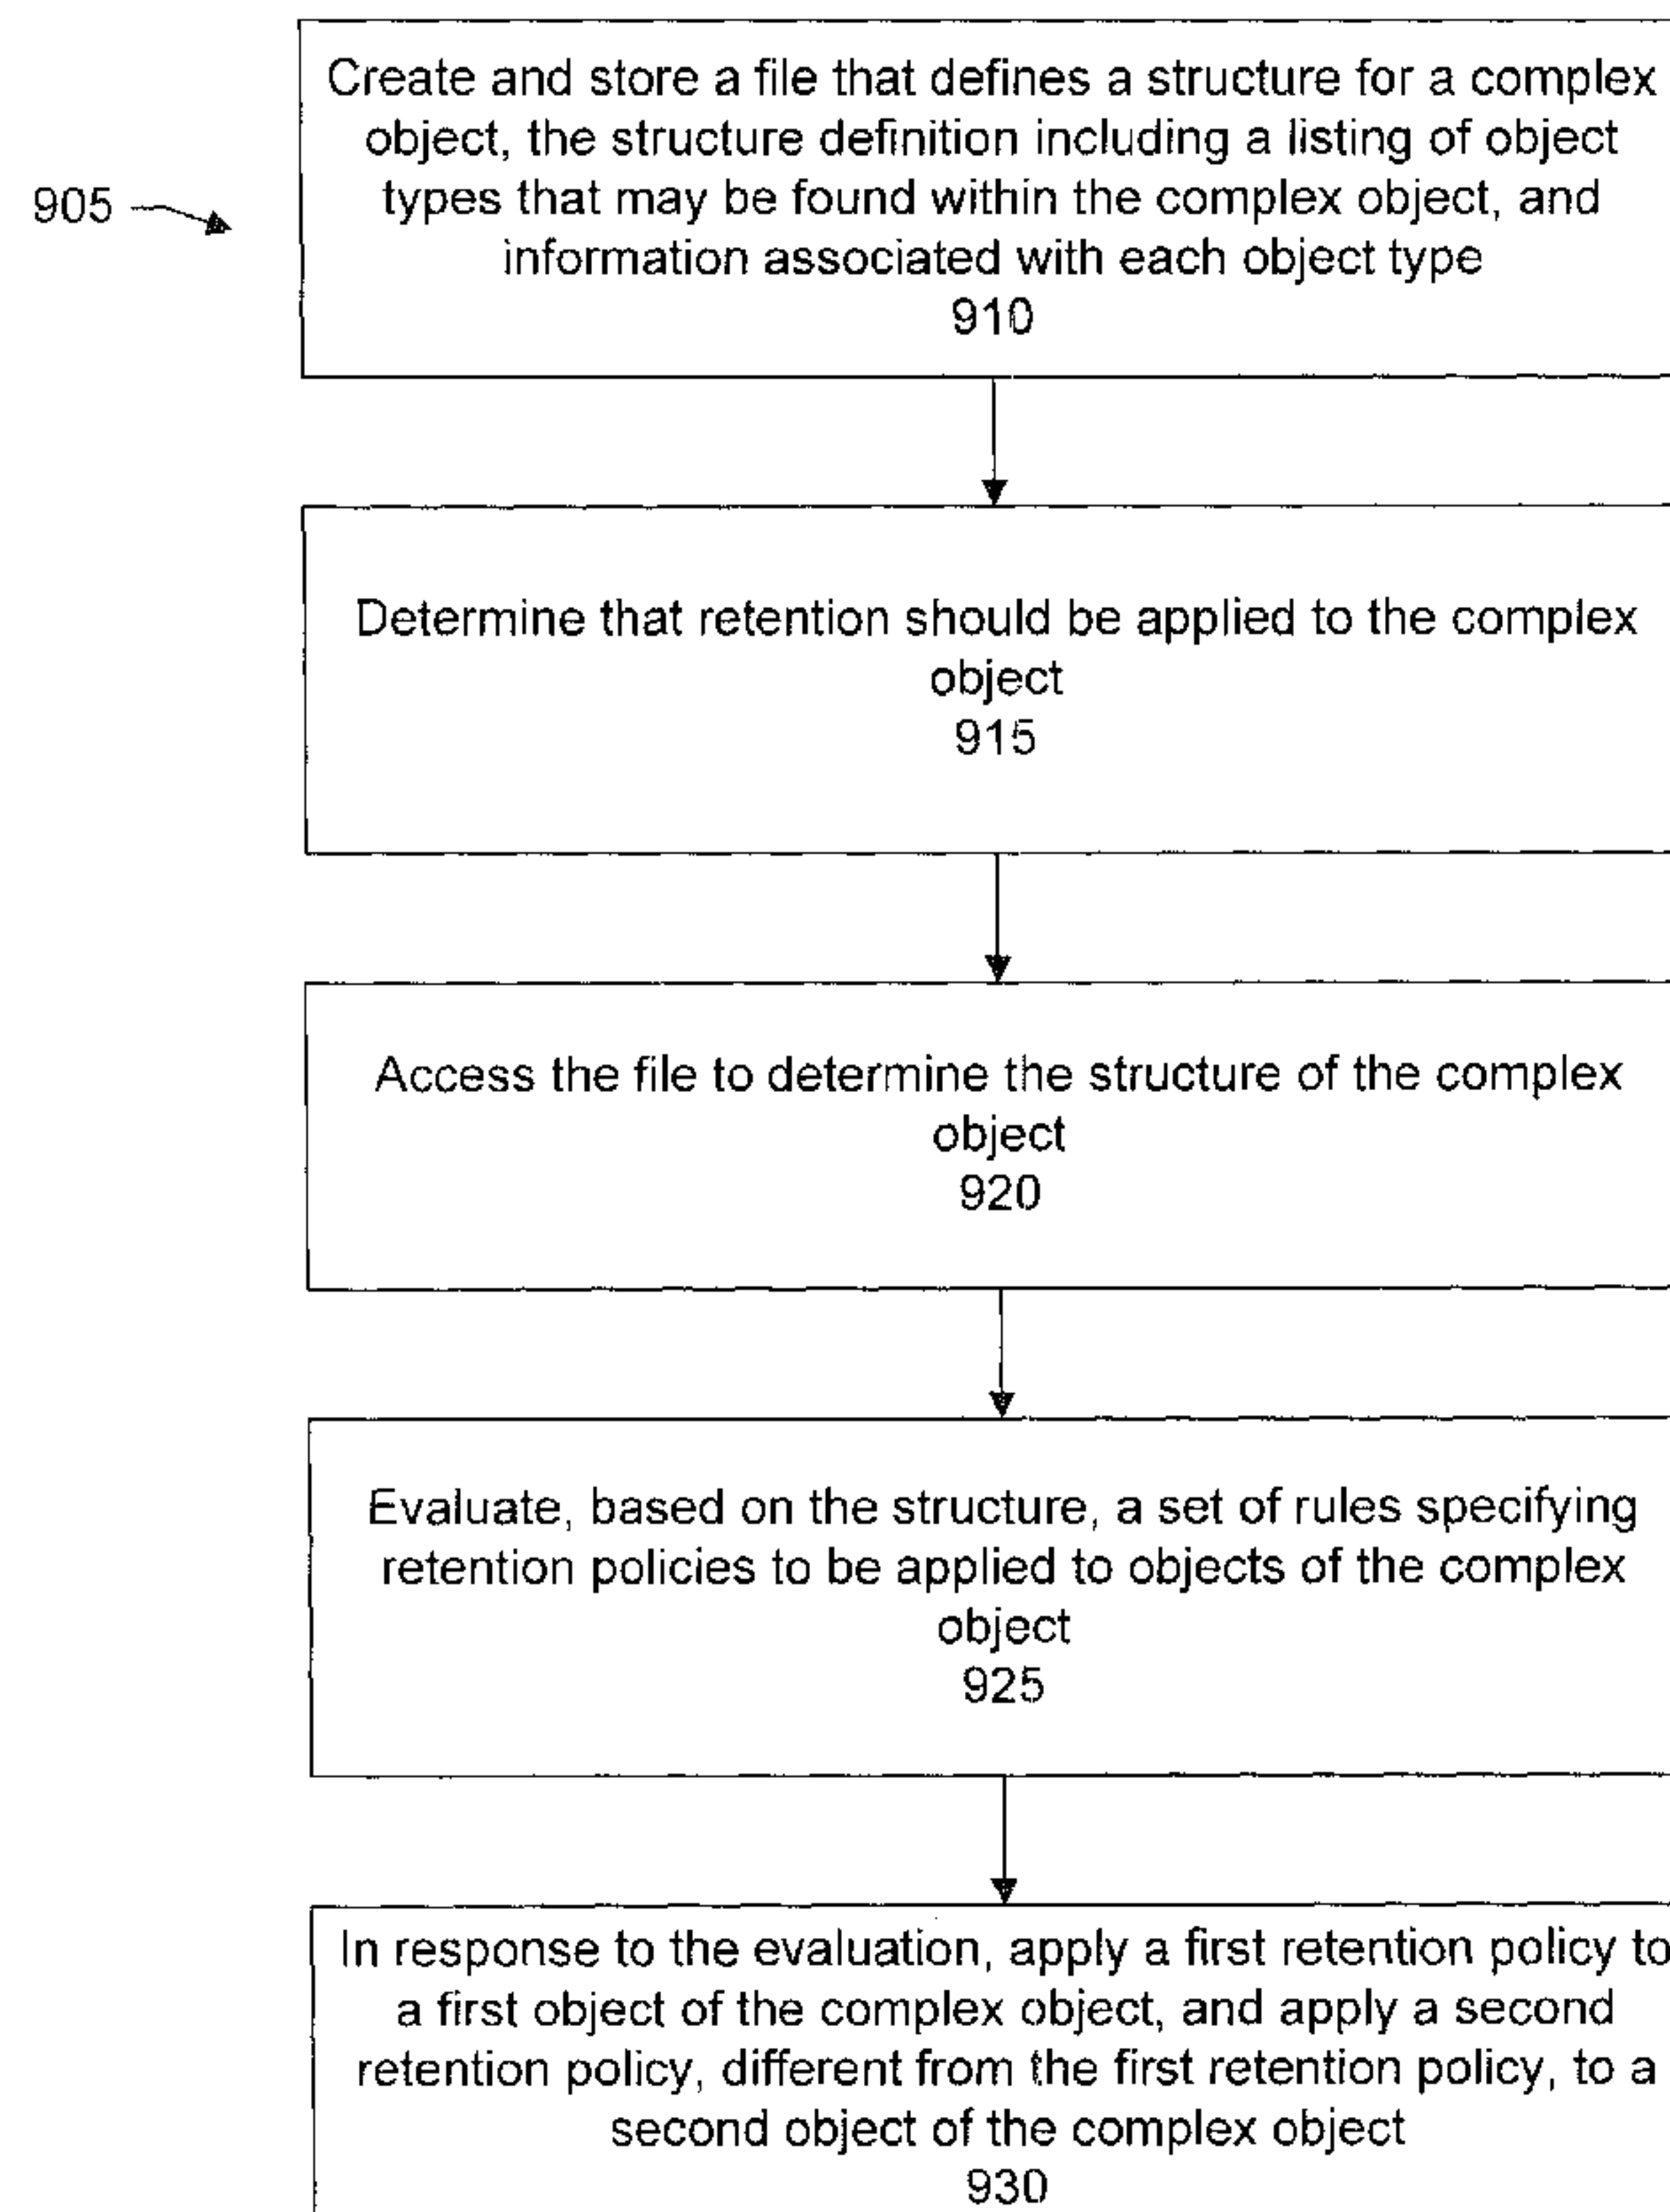 Create and store a file that defines a structure for a complex
object, the structure definition including a listing of object
types that may be found within the complex object, and
information associated with each object type
910
905
Determine that retention should be applied to the complex
object
915
Access the file to determine the structure of the complex
object
920
Evaluate, based on the structure, a set of rules specifying
retention policies to be applied to objects of the complex
object
925
In response to the evaluation, apply a first retention policy to
a first object of the complex object, and apply a second
retention policy, different from the first retention policy, to a
second object of the complex object
930